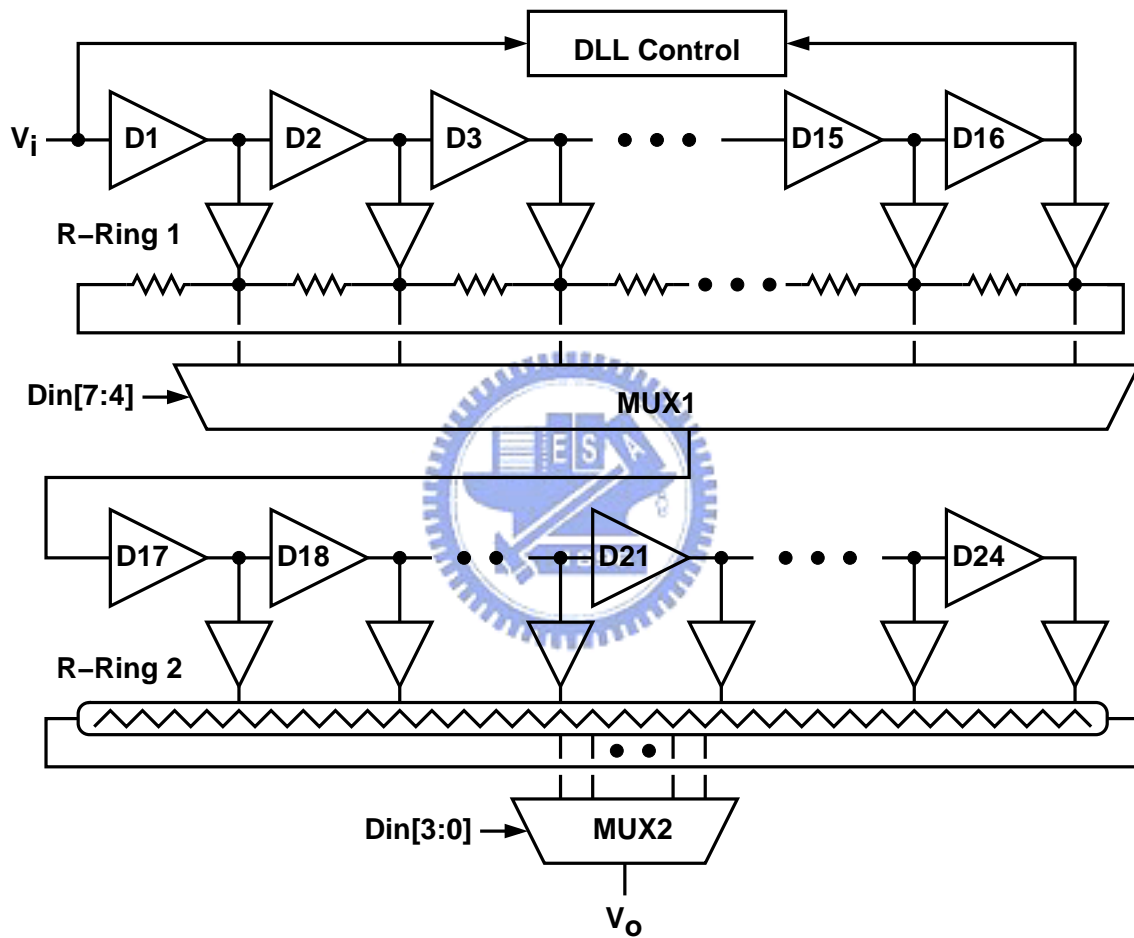 DLL Control
Vi
D1 D2 D3 D15 D16
R−Ring 1
Din[7:4]
MUX1
ESA
D17 D18 D21 D24
R−Ring 2
Din[3:0]
MUX2
Vo